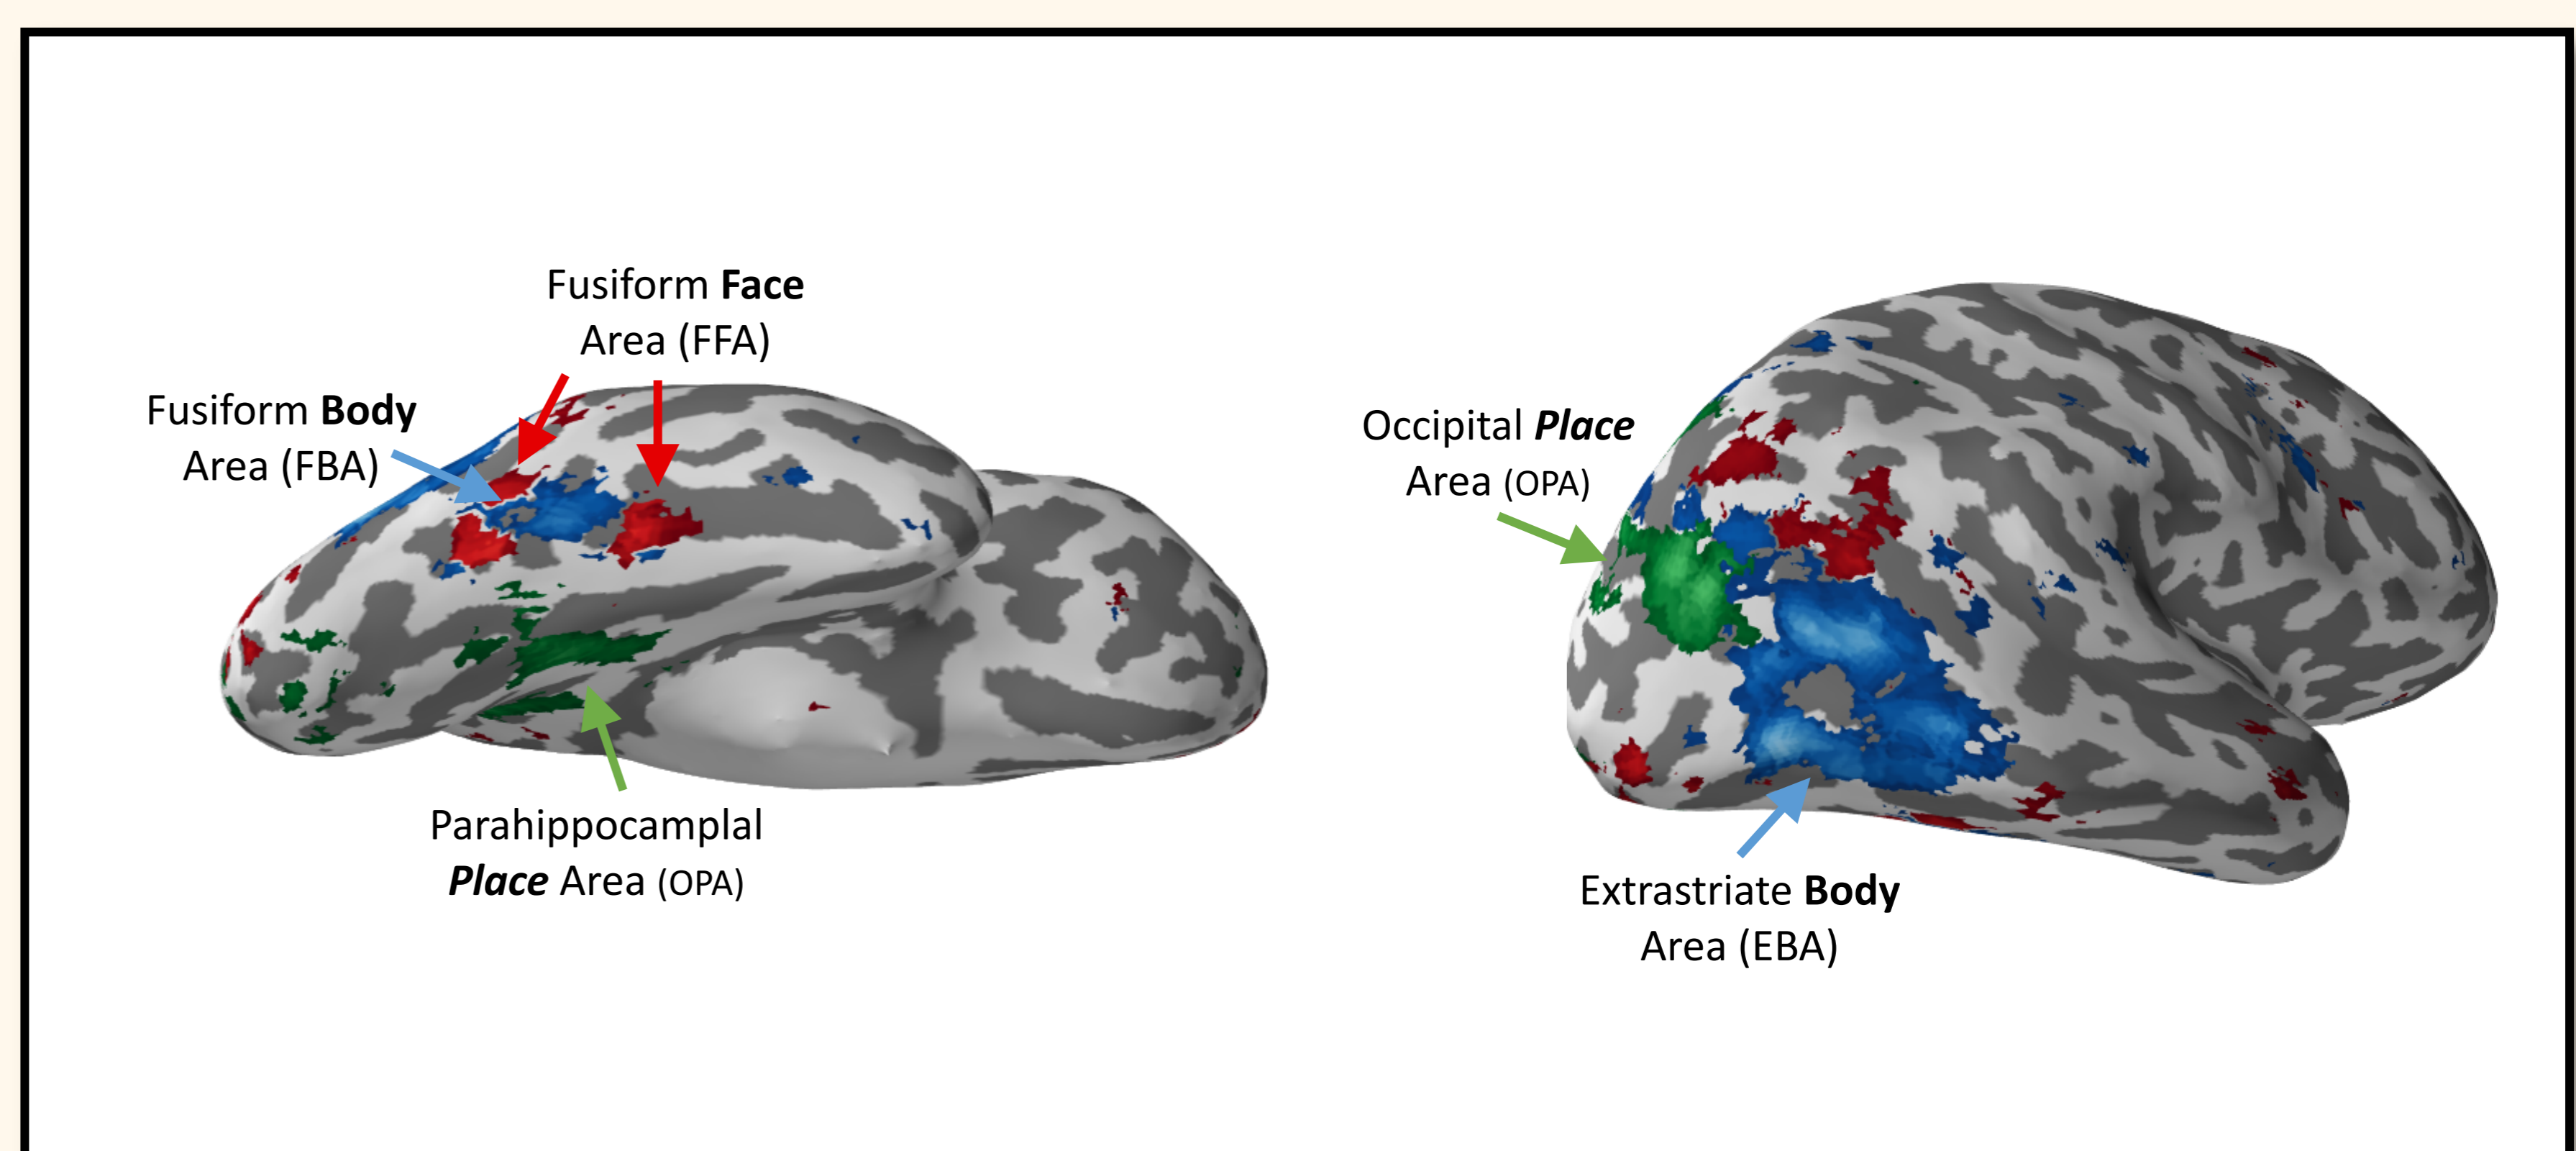 Fusiform Face
Area (FFA)
Fusiform Body
Area (FBA)
Parahippocamplal
Place Area (OPA)
Occipital Place
Area (OPA)
Extrastriate Body
Area (EBA)